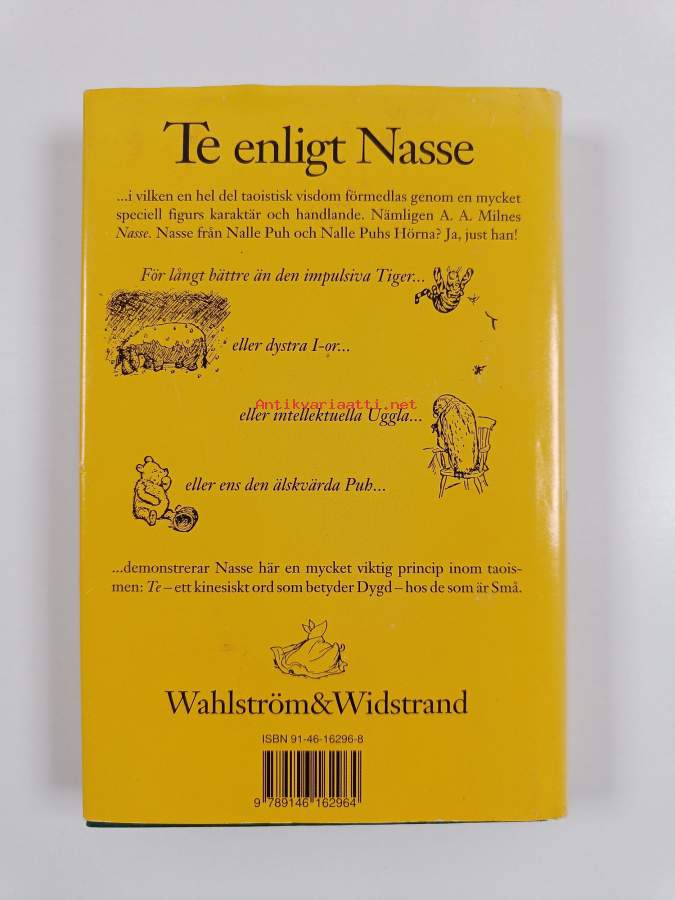 Te enligt Nasse
...i vilken en hel del taoistisk visdom förmedlas genom en mycket
speciell figurs karaktär och handlande. Nämligen A. A. Milnes
Nasse. Nasse från Nalle Puh och Nalle Puhs Hörna? Ja, just han!
För långt bättre än den impulsiva Tiger...
eller dystra I-or...
Antikvariaatti.net
eller intellektuella Uggla...
eller ens den älskvärda Puh...
...demonstrerar Nasse här en mycket viktig princip inom taois-
men: Te – ett kinesiskt ord som betyder Dygd – hos de som är Små.
Wahlström&Widstrand
ISBN 91-46-16296-8
9 789146 162964